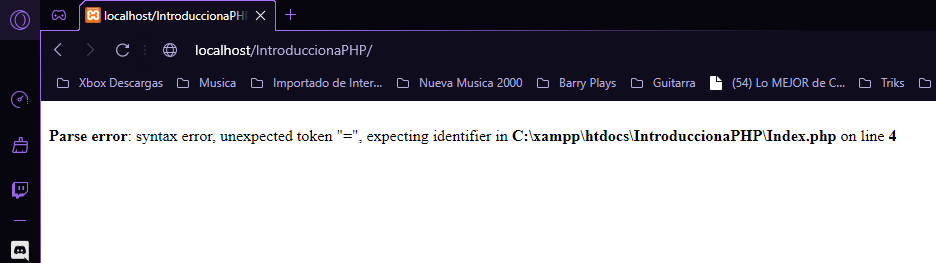 localhost/IntroduccionaPH
localhost/IntroduccionaPHP/
Xbox Descargas Musica Importado de Inter... Nueva Musica 2000 Barry Plays Guitarra (54) Lo MEJOR de C... Triks
Parse error: syntax error, unexpected token "=", expecting identifier in C:\xampp\htdocs\IntroduccionaPHP\Index.php on line 4